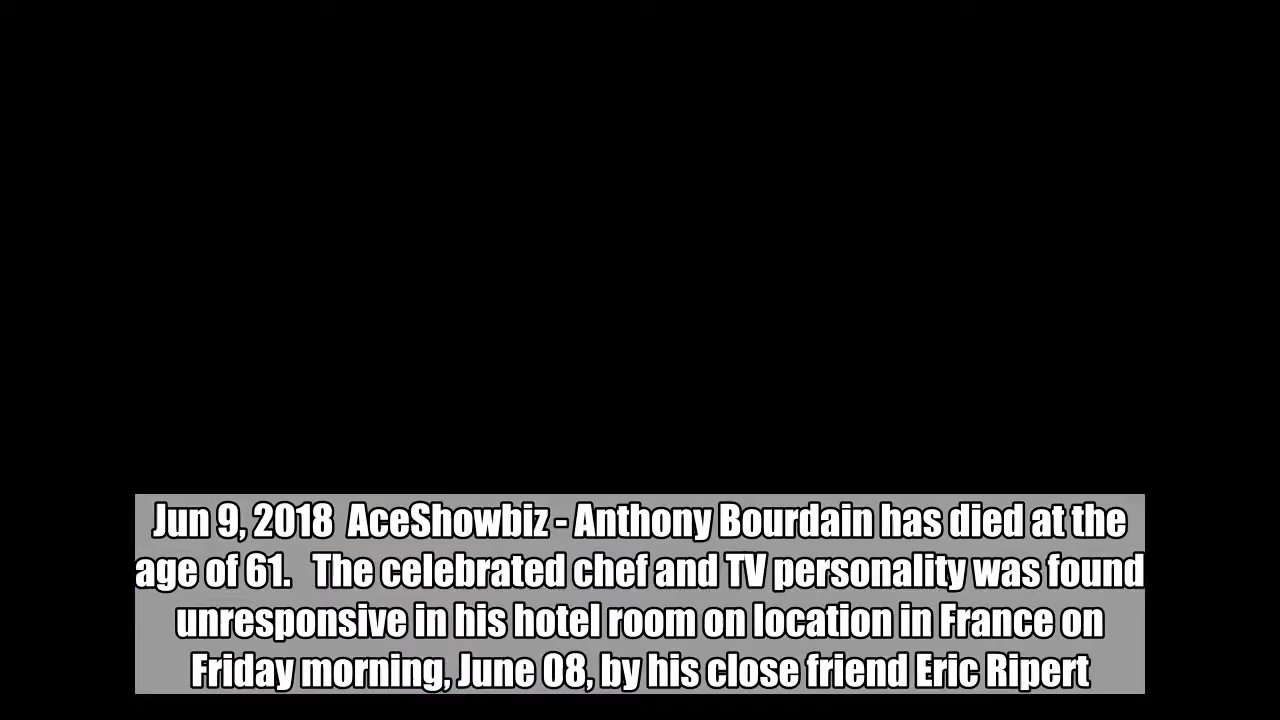 Jun 9, 2018  AceShowbiz - Anthony Bourdain has died at the
age of 61.   The celebrated chef and TV personality was found
unresponsive in his hotel room on location in France on
Friday morning, June 08, by his close friend Eric Ripert